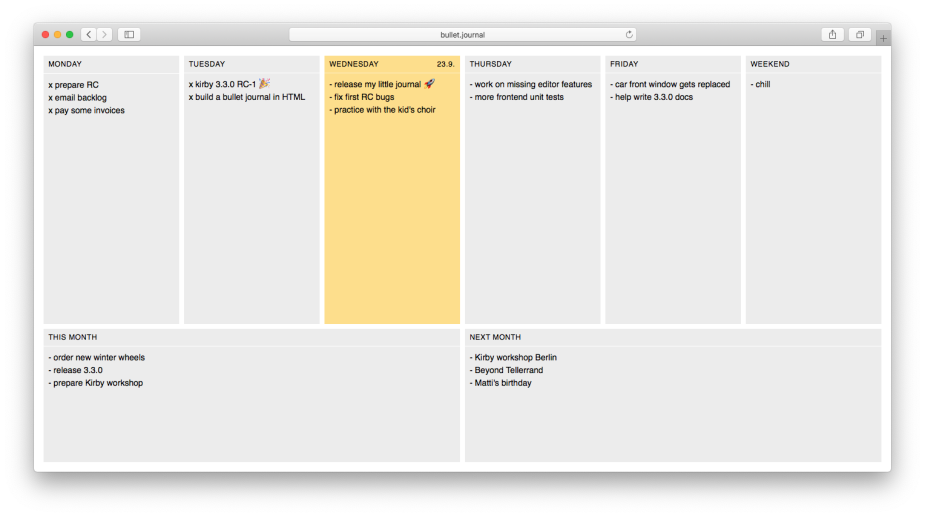 bullet.journal
MONDAY
x prepare RC
x email backlog
x pay some invoices
TUESDAY
x kirby 3.3.0 RC-1 🎉
x build a bullet journal in HTML
WEDNESDAY 23.9.
- release my little journal 🚀
- fix first RC bugs
- practice with the kid's choir
THURSDAY
- work on missing editor features
- more frontend unit tests
FRIDAY
- car front window gets replaced
- help write 3.3.0 docs
WEEKEND
- chill
THIS MONTH
- order new winter wheels
- release 3.3.0
- prepare Kirby workshop
NEXT MONTH
- Kirby workshop Berlin
- Beyond Tellerrand
- Matti's birthday